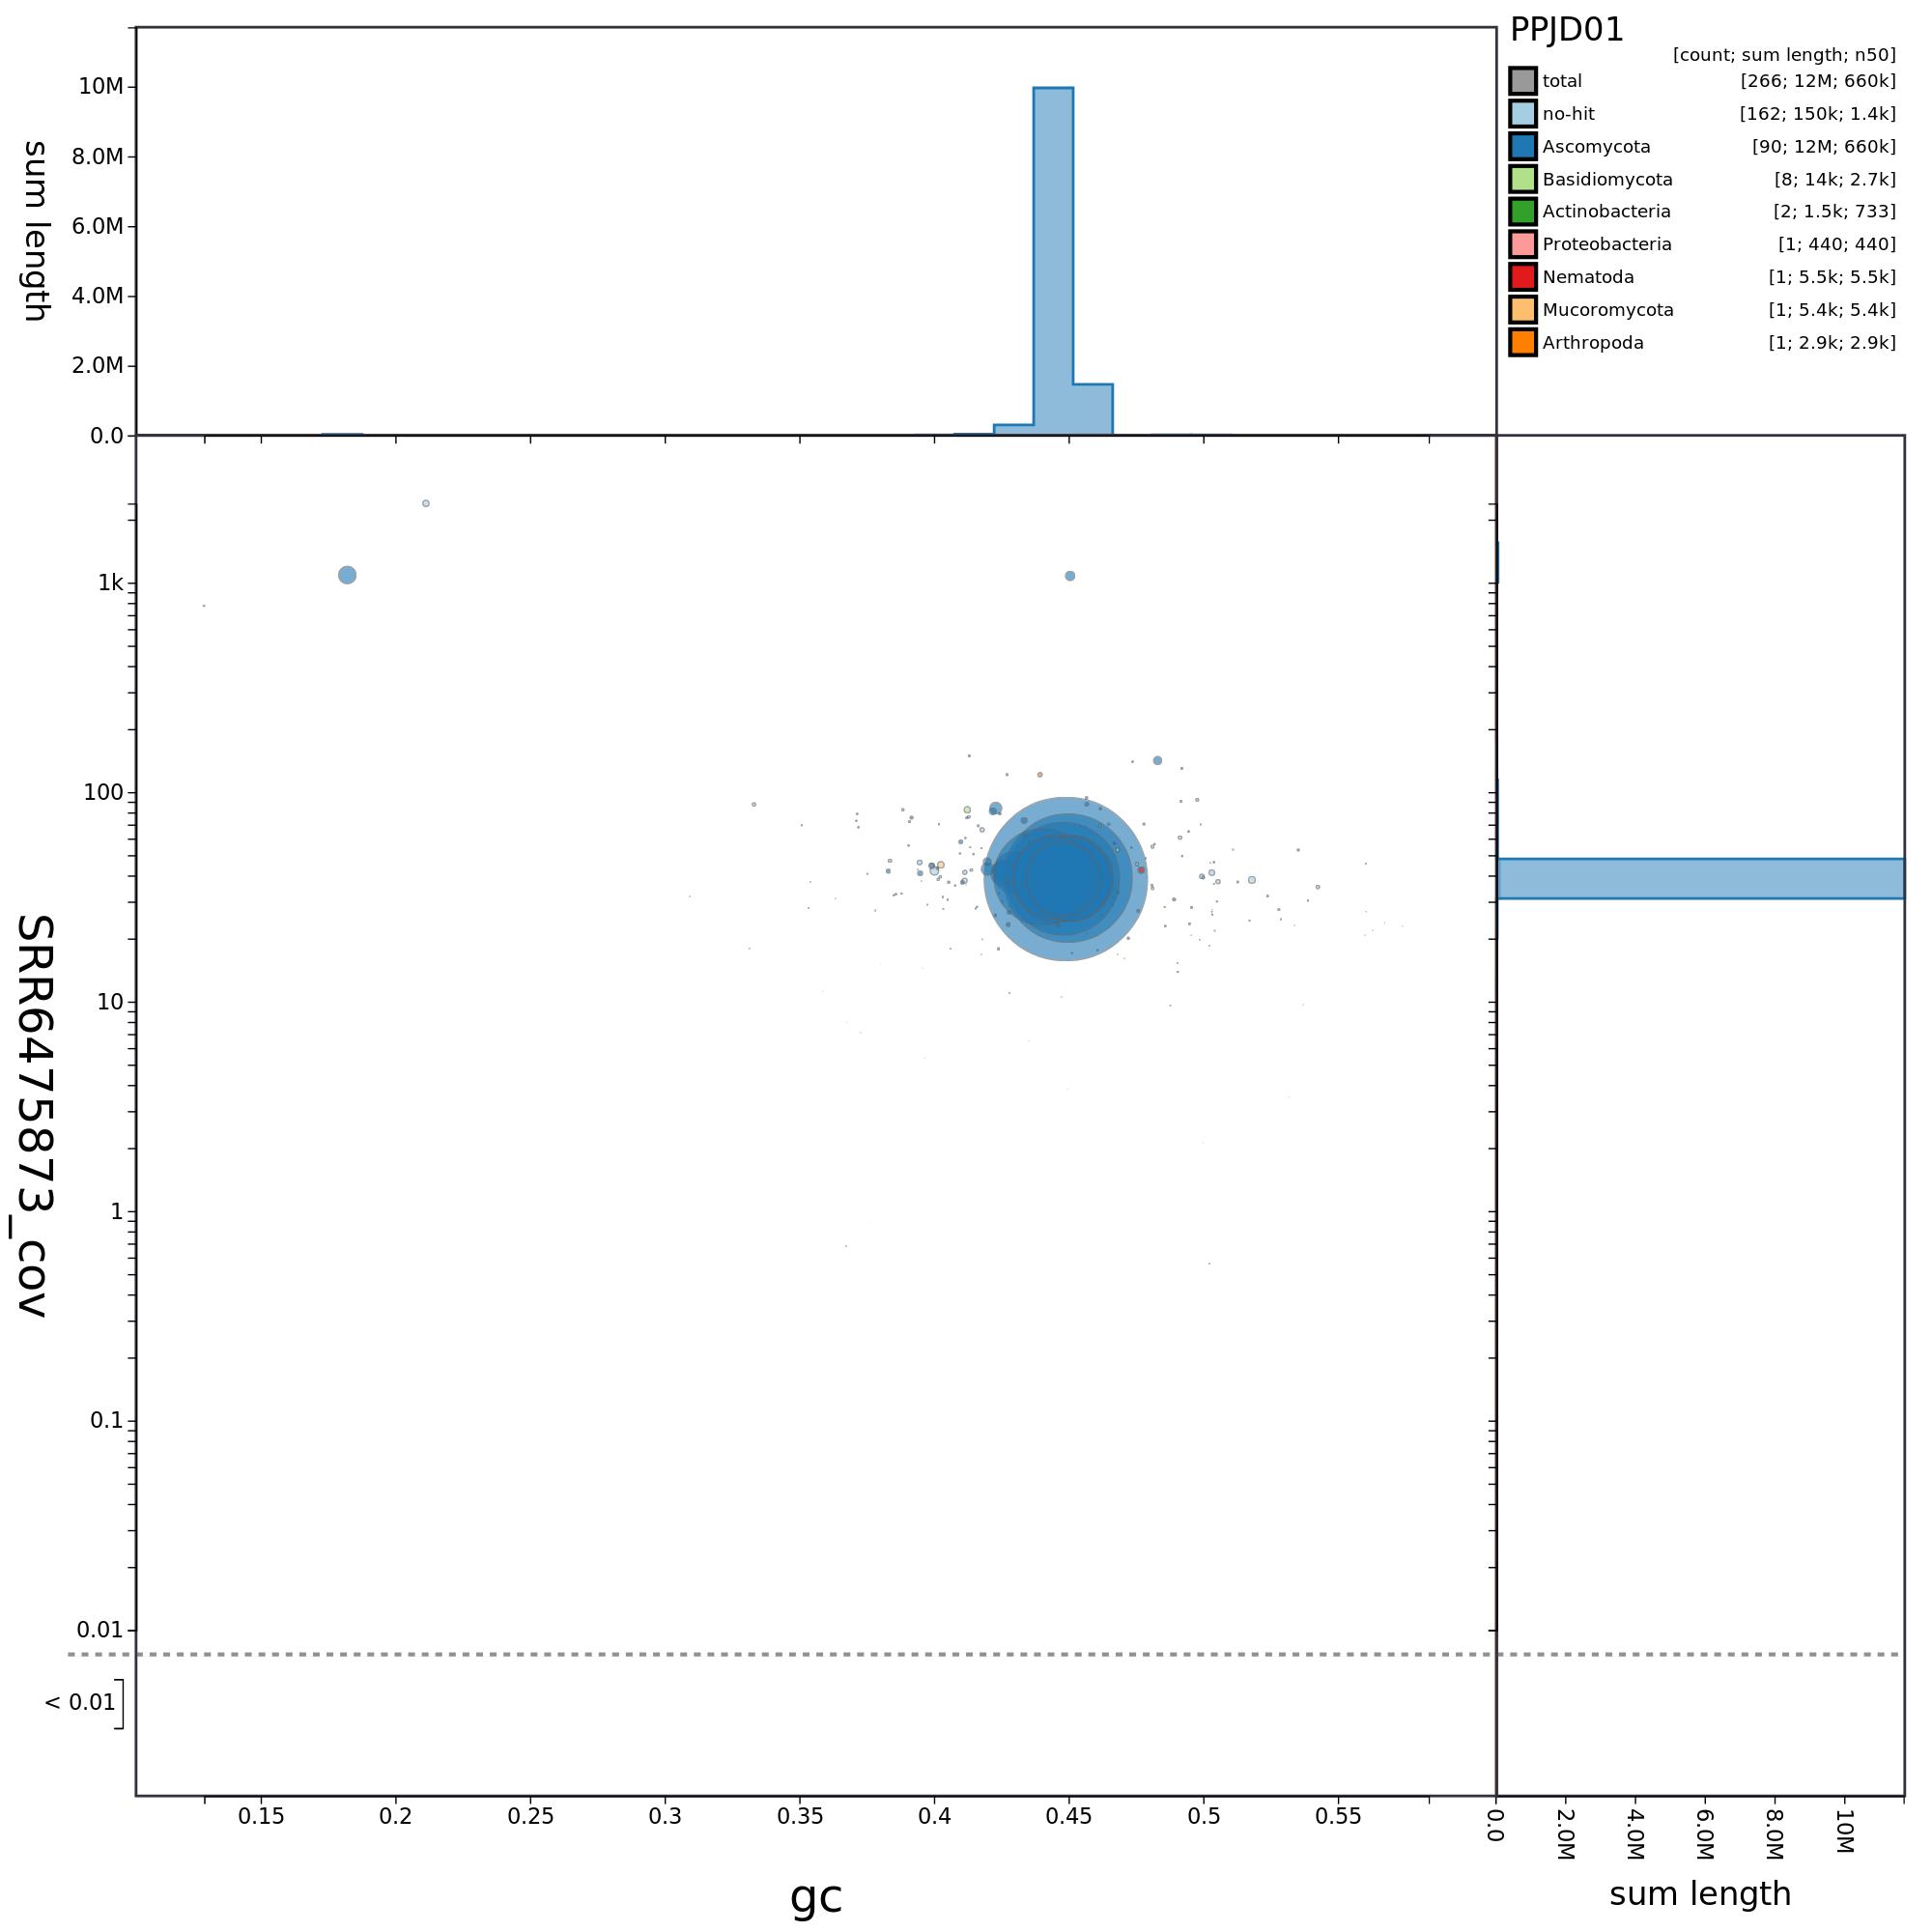 PPJD01
[count; sum length; n50]
total [266; 12M; 660k]
no-hit [162; 150k; 1.4k]
Ascomycota [90; 12M; 660k]
Basidiomycota [8; 14k; 2.7k]
Actinobacteria [2; 1.5k; 733]
Proteobacteria [1; 440; 440]
Nematoda [1; 5.5k; 5.5k]
Mucoromycota [1; 5.4k; 5.4k]
Arthropoda [1; 2.9k; 2.9k]
sum length
10M
8.0M
6.0M
4.0M
2.0M
0.0
SRR6475873_cov
1k
100
10
1
0.1
0.01
< 0.01
0.15 0.2 0.25 0.3 0.35 0.4 0.45 0.5 0.55
gc
0.0 2.0M 4.0M 6.0M 8.0M 10M
sum length